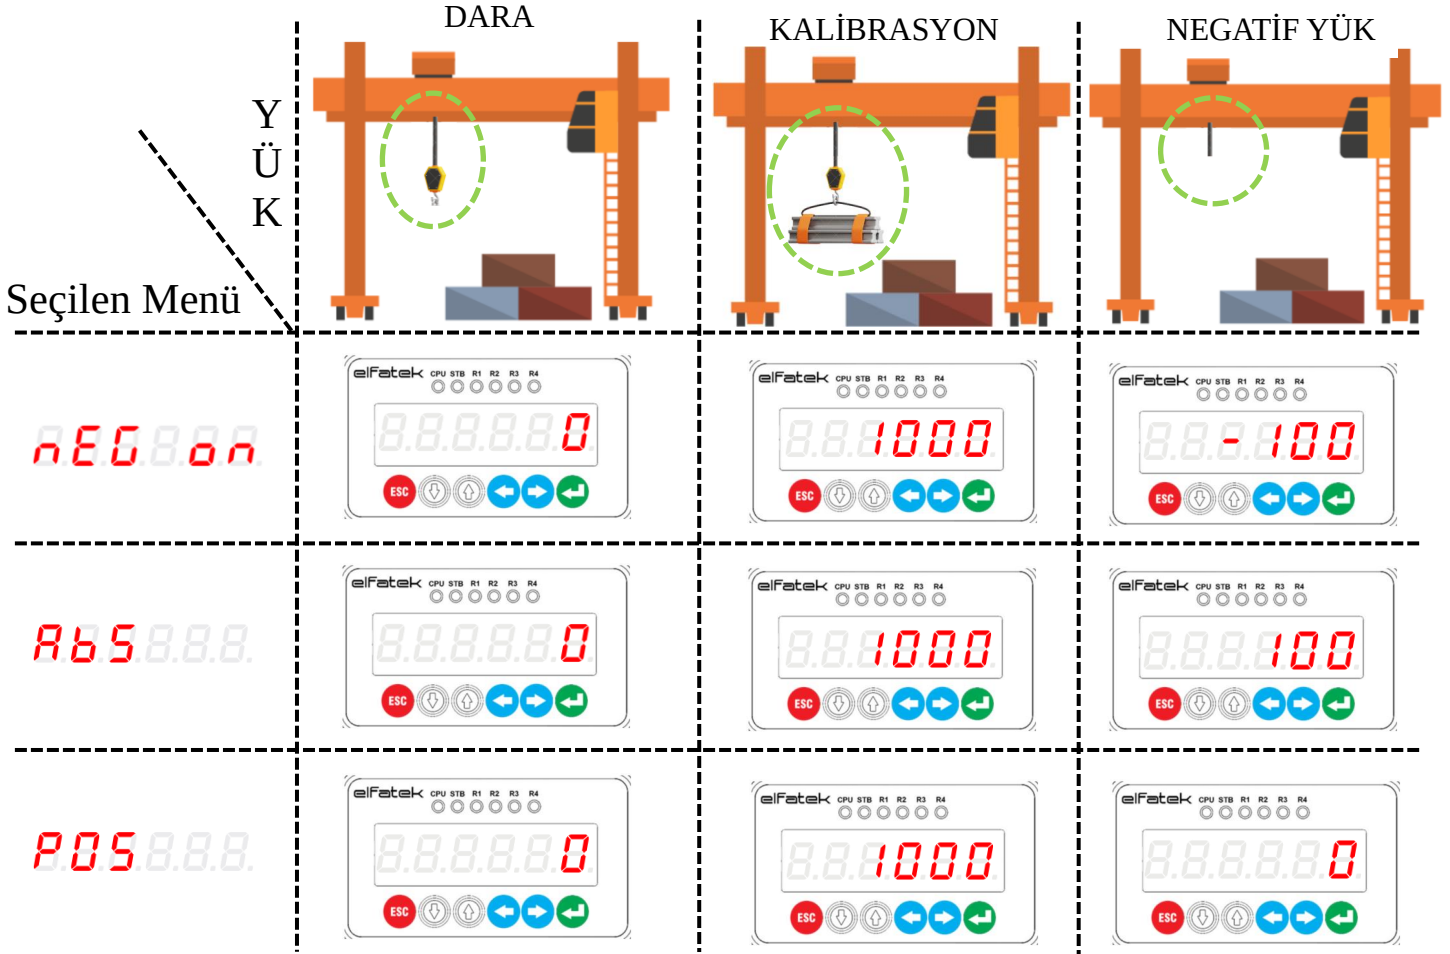 DARA
KALİBRASYON
NEGATİF YÜK
Y
Ü
K
Seçilen Menü
nEG on
elfatek CPU STB R1 R2 R3 R4
0
ESC
elfatek CPU STB R1 R2 R3 R4
1000
ESC
elfatek CPU STB R1 R2 R3 R4
-100
ESC
AbS
elfatek CPU STB R1 R2 R3 R4
0
ESC
elfatek CPU STB R1 R2 R3 R4
1000
ESC
elfatek CPU STB R1 R2 R3 R4
100
ESC
POS
elfatek CPU STB R1 R2 R3 R4
0
ESC
elfatek CPU STB R1 R2 R3 R4
1000
ESC
elfatek CPU STB R1 R2 R3 R4
0
ESC